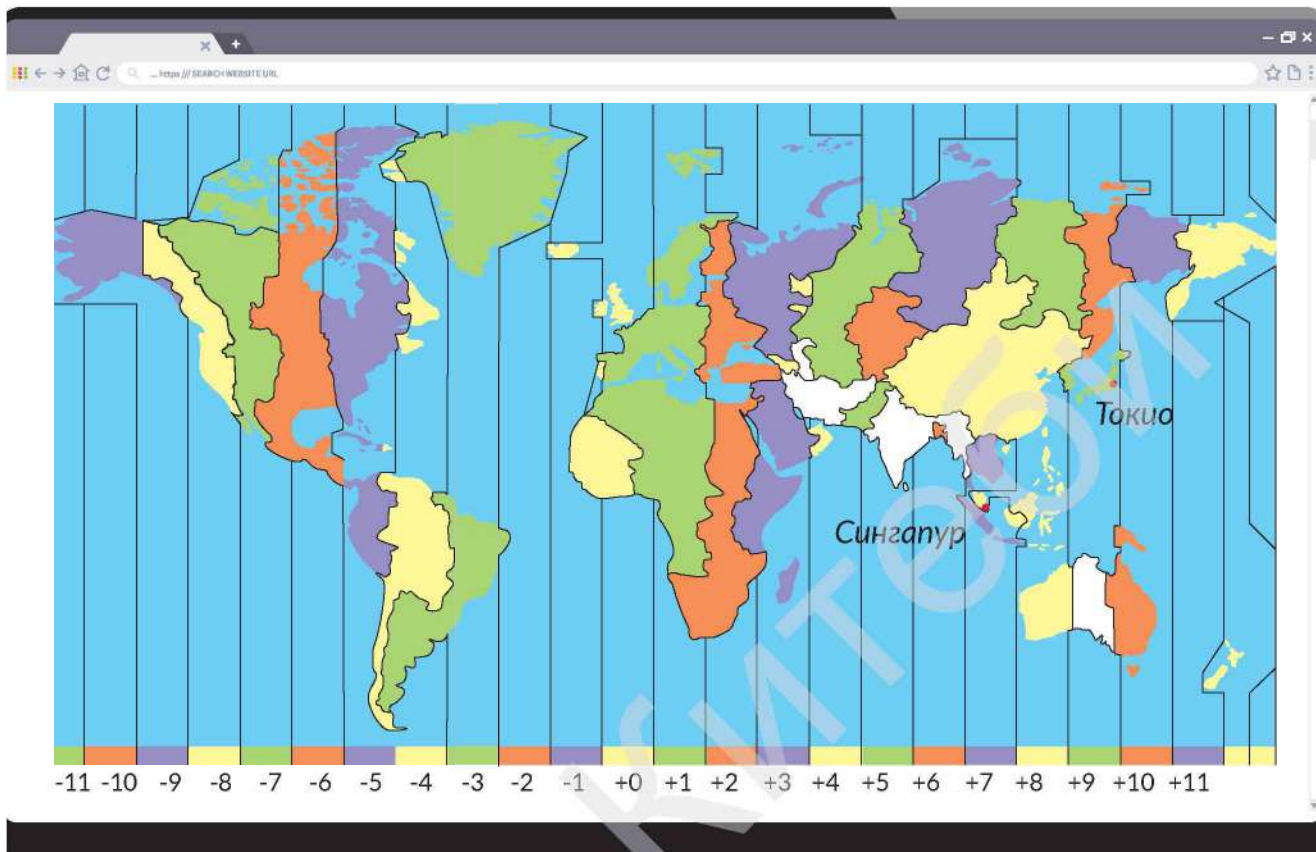 ... https /// SEARCH WEBSITE URL
Токио
Сингапур
-11 -10 -9 -8 -7 -6 -5 -4 -3 -2 -1 +0 +1 +2 +3 +4 +5 +6 +7 +8 +9 +10 +11
Китеби